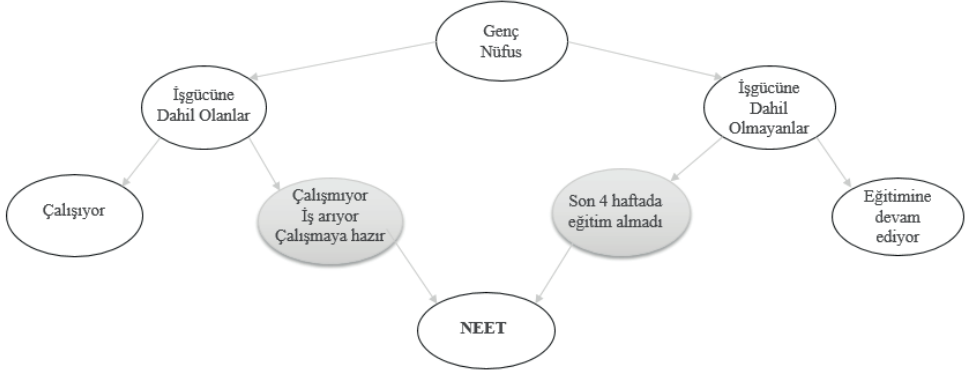 Genç
Nüfus
İşgücüne
Dahil Olanlar
İşgücüne
Dahil
Olmayanlar
Çalışıyor
Çalışmıyor
İş arıyor
Çalışmaya hazır
Son 4 haftada
eğitim almadı
Eğitimine
devam
ediyor
NEET